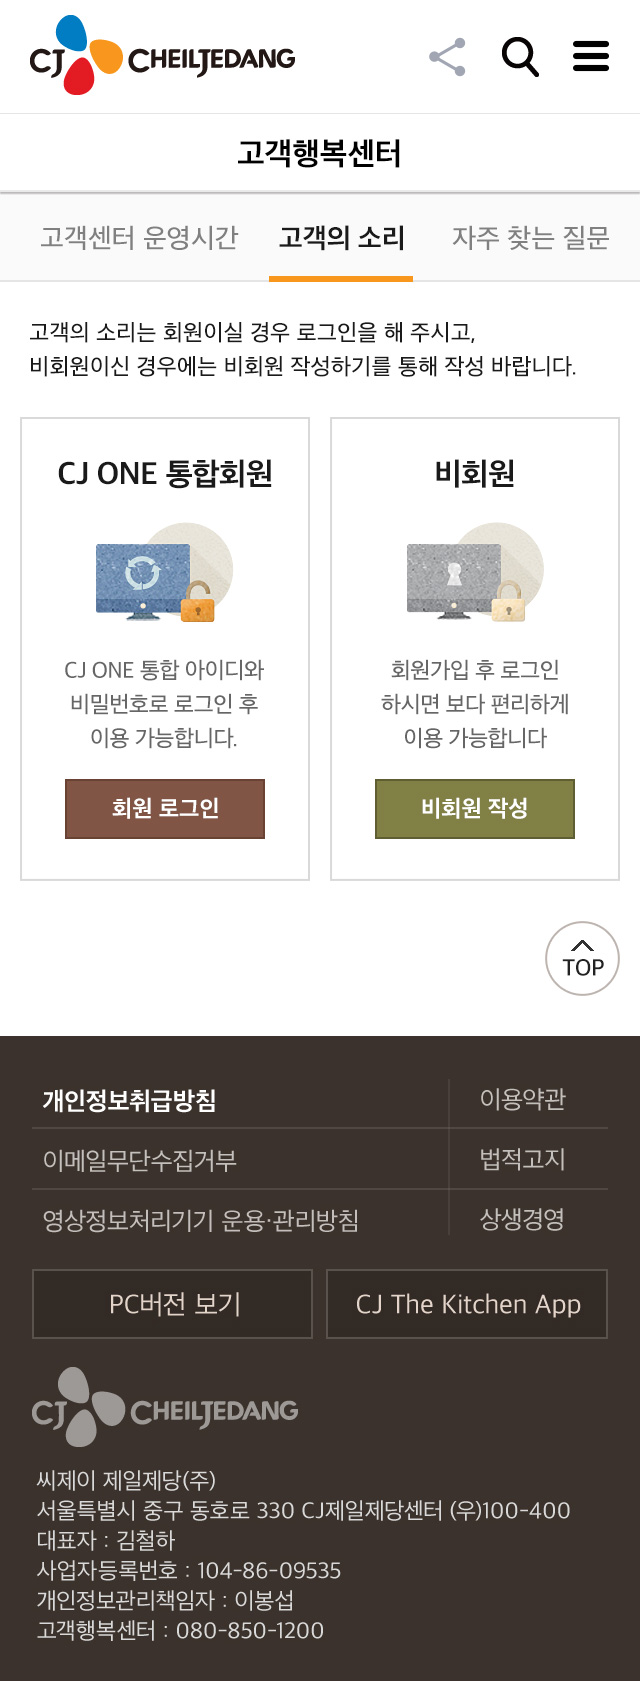 CJ CHEILJEDANG
고객행복센터
고객센터 운영시간 고객의 소리 자주 찾는 질문
고객의 소리는 회원이실 경우 로그인을 해 주시고,
비회원이신 경우에는 비회원 작성하기를 통해 작성 바랍니다.
CJ ONE 통합회원
CJ ONE 통합 아이디와
비밀번호로 로그인 후
이용 가능합니다.
회원 로그인
비회원
회원가입 후 로그인
하시면 보다 편리하게
이용 가능합니다
비회원 작성
TOP
개인정보취급방침 이용약관
이메일무단수집거부 법적고지
영상정보처리기기 운용·관리방침 상생경영
PC버전 보기 CJ The Kitchen App
CJ CHEILJEDANG
씨제이 제일제당(주)
서울특별시 중구 동호로 330 CJ제일제당센터 (우)100-400
대표자 : 김철하
사업자등록번호 : 104-86-09535
개인정보관리책임자 : 이봉섭
고객행복센터 : 080-850-1200